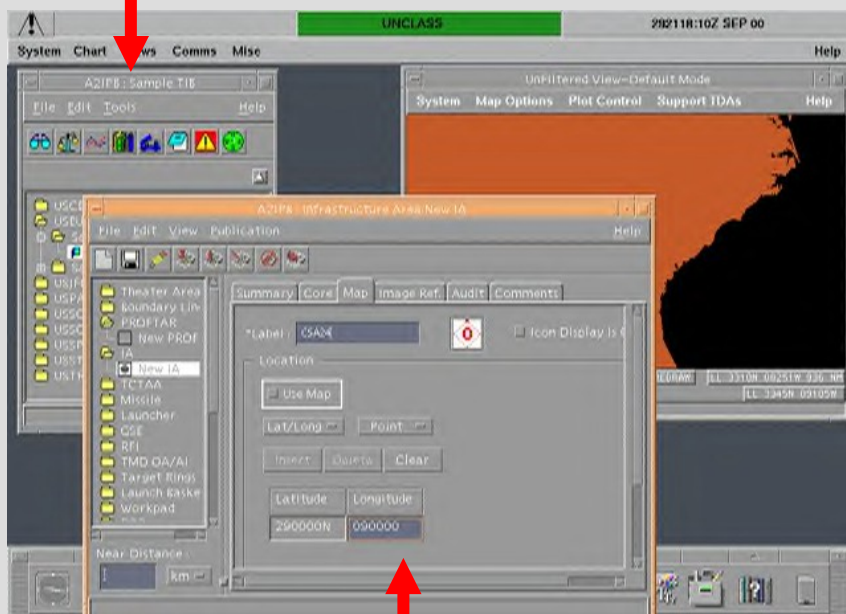 UNCLASS
292118:10Z SEP 00
System Chart ws Comms Misc Help
A2IPB: Sample TIB
File Edit Tools Help
UnFiltered View-Default Mode
System Map Options Plot Control Support TDAs Help
A2IPB: Infrastructure Area New IA
File Edit View Publication Help
Theater Area
Boundary Lin
PROFTAR
New PROF
IA
New IA
TCTAA
Missile
Launcher
GSE
RFI
TMD OA/AI
Target Rings
Launch Baske
Workpad
Near Distance:
km
Summary Core Map Image Ref. Audit Comments
*Label: CSA24
0
Icon Display is
Location
Use Map
Lat/Long Point
Insert Delete Clear
Latitude Longitude
290000N 090000
LL 3345N 09105W